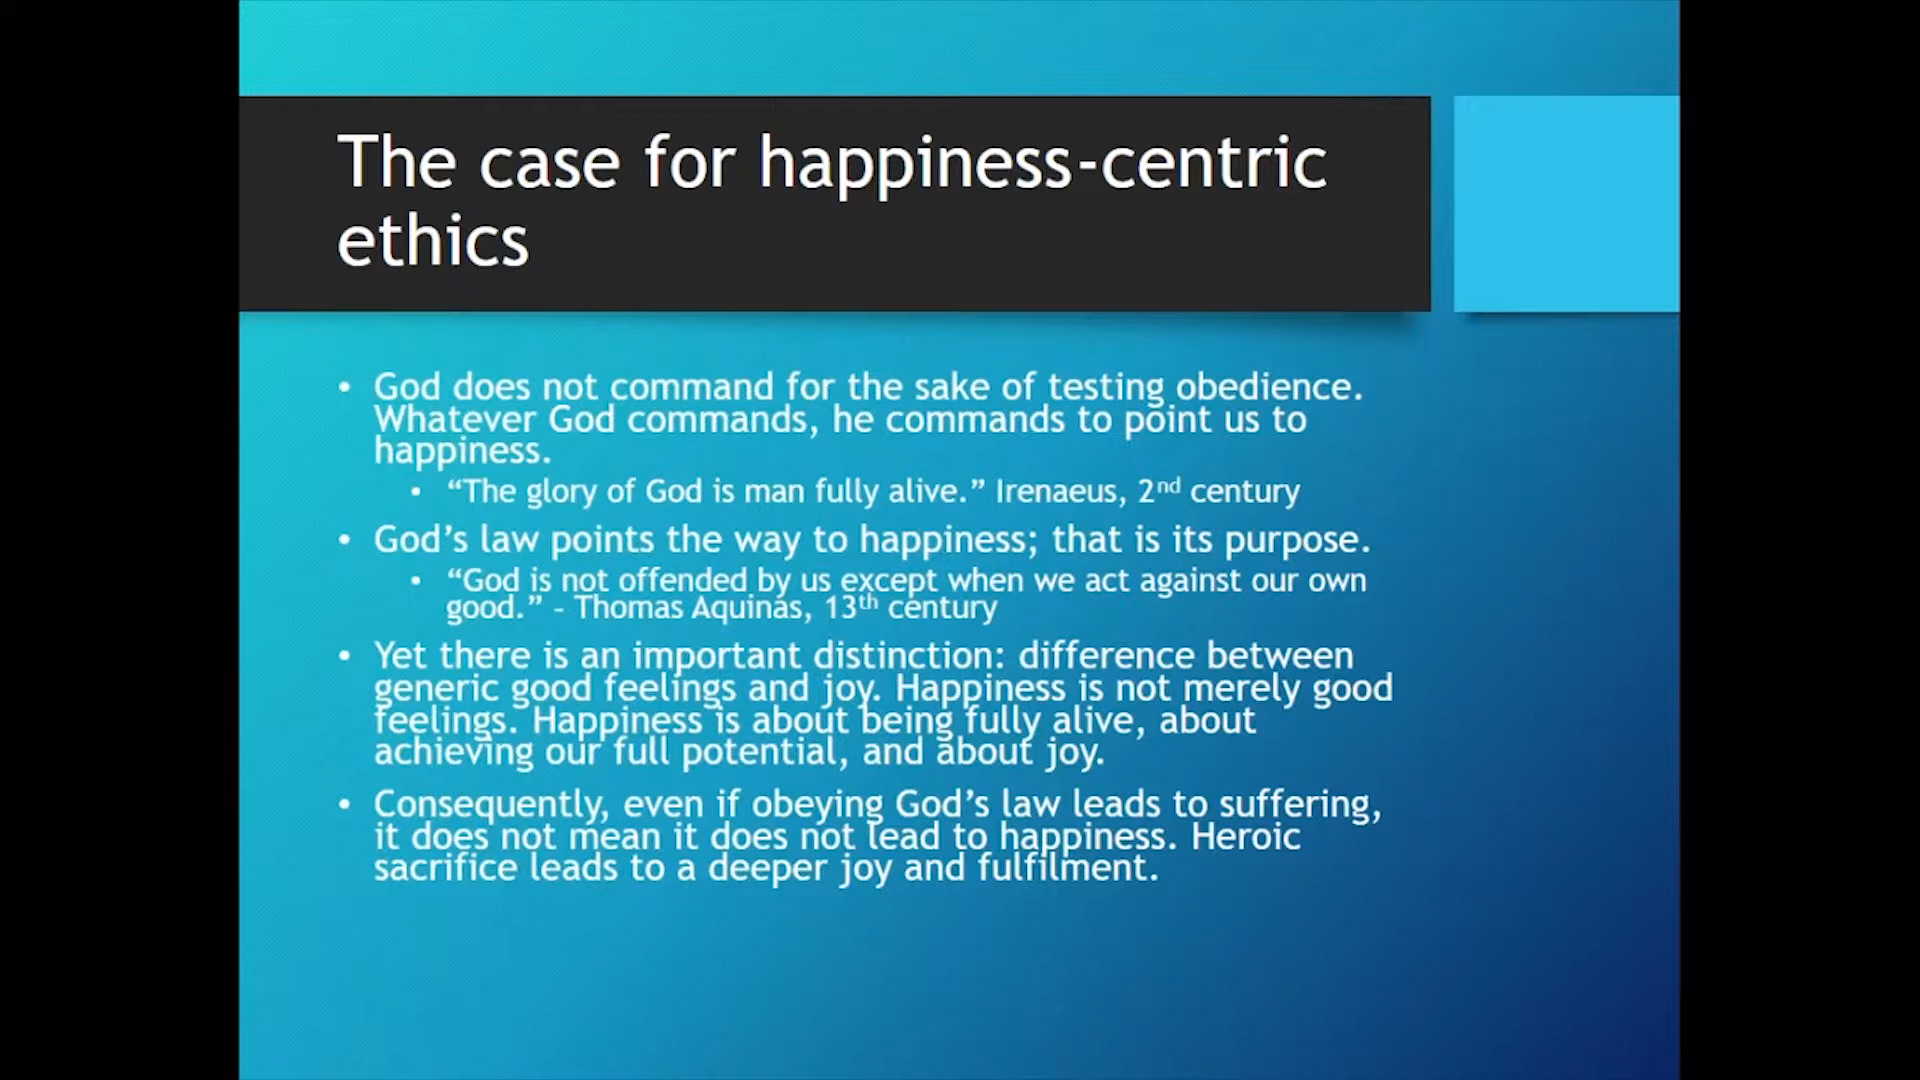 The case for happiness-centric
ethics
• God does not command for the sake of testing obedience.
Whatever God commands, he commands to point us to
happiness.
• “The glory of God is man fully alive.” Irenaeus, 2nd century
• God’s law points the way to happiness; that is its purpose.
• “God is not offended by us except when we act against our own
good.” – Thomas Aquinas, 13th century
• Yet there is an important distinction: difference between
generic good feelings and joy. Happiness is not merely good
feelings. Happiness is about being fully alive, about
achieving our full potential, and about joy.
• Consequently, even if obeying God’s law leads to suffering,
it does not mean it does not lead to happiness. Heroic
sacrifice leads to a deeper joy and fulfilment.